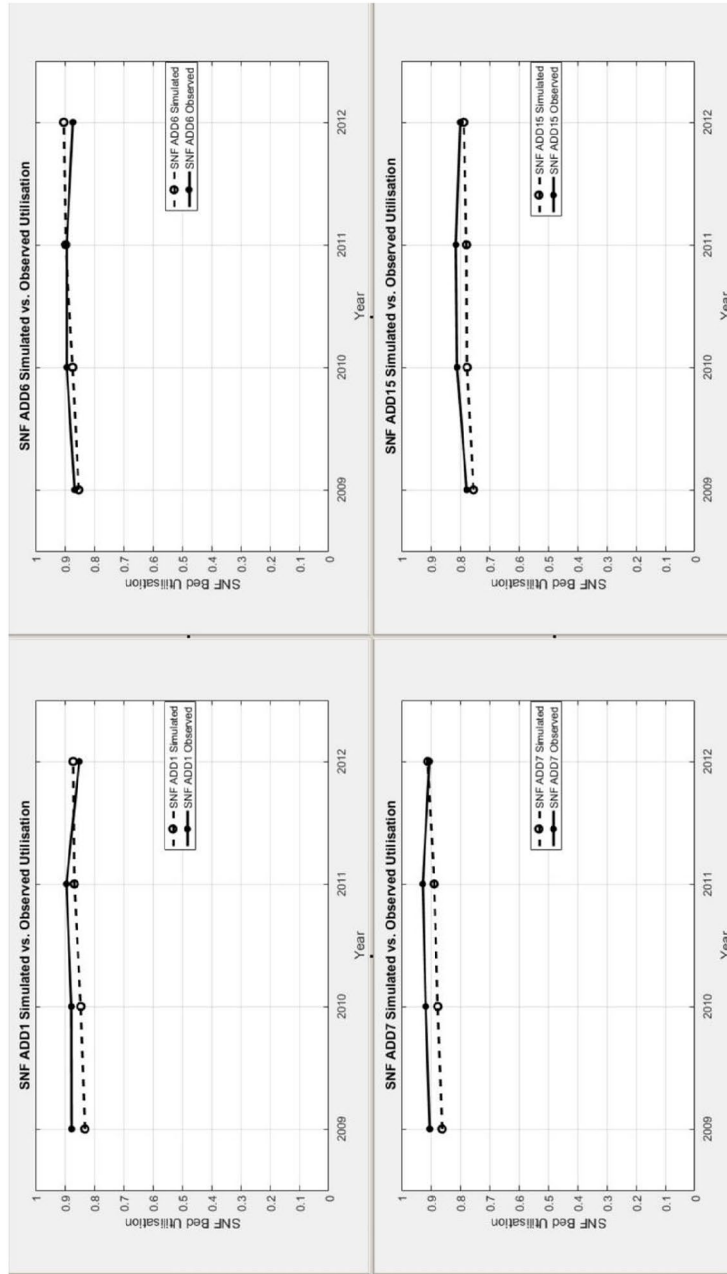 SNF ADD1 Simulated vs. Observed Utilisation
SNF Bed Utilisation
1
0.9
0.8
0.7
0.6
0.5
0.4
0.3
0.2
0.1
0
SNF ADD1 Simulated
SNF ADD1 Observed
2009 2010 2011 2012
Year
SNF ADD6 Simulated vs. Observed Utilisation
SNF Bed Utilisation
1
0.9
0.8
0.7
0.6
0.5
0.4
0.3
0.2
0.1
0
SNF ADD6 Simulated
SNF ADD6 Observed
2009 2010 2011 2012
Year
SNF ADD7 Simulated vs. Observed Utilisation
SNF Bed Utilisation
1
0.9
0.8
0.7
0.6
0.5
0.4
0.3
0.2
0.1
0
SNF ADD7 Simulated
SNF ADD7 Observed
2009 2010 2011 2012
Year
SNF ADD15 Simulated vs. Observed Utilisation
SNF Bed Utilisation
1
0.9
0.8
0.7
0.6
0.5
0.4
0.3
0.2
0.1
0
SNF ADD15 Simulated
SNF ADD15 Observed
2009 2010 2011 2012
Year